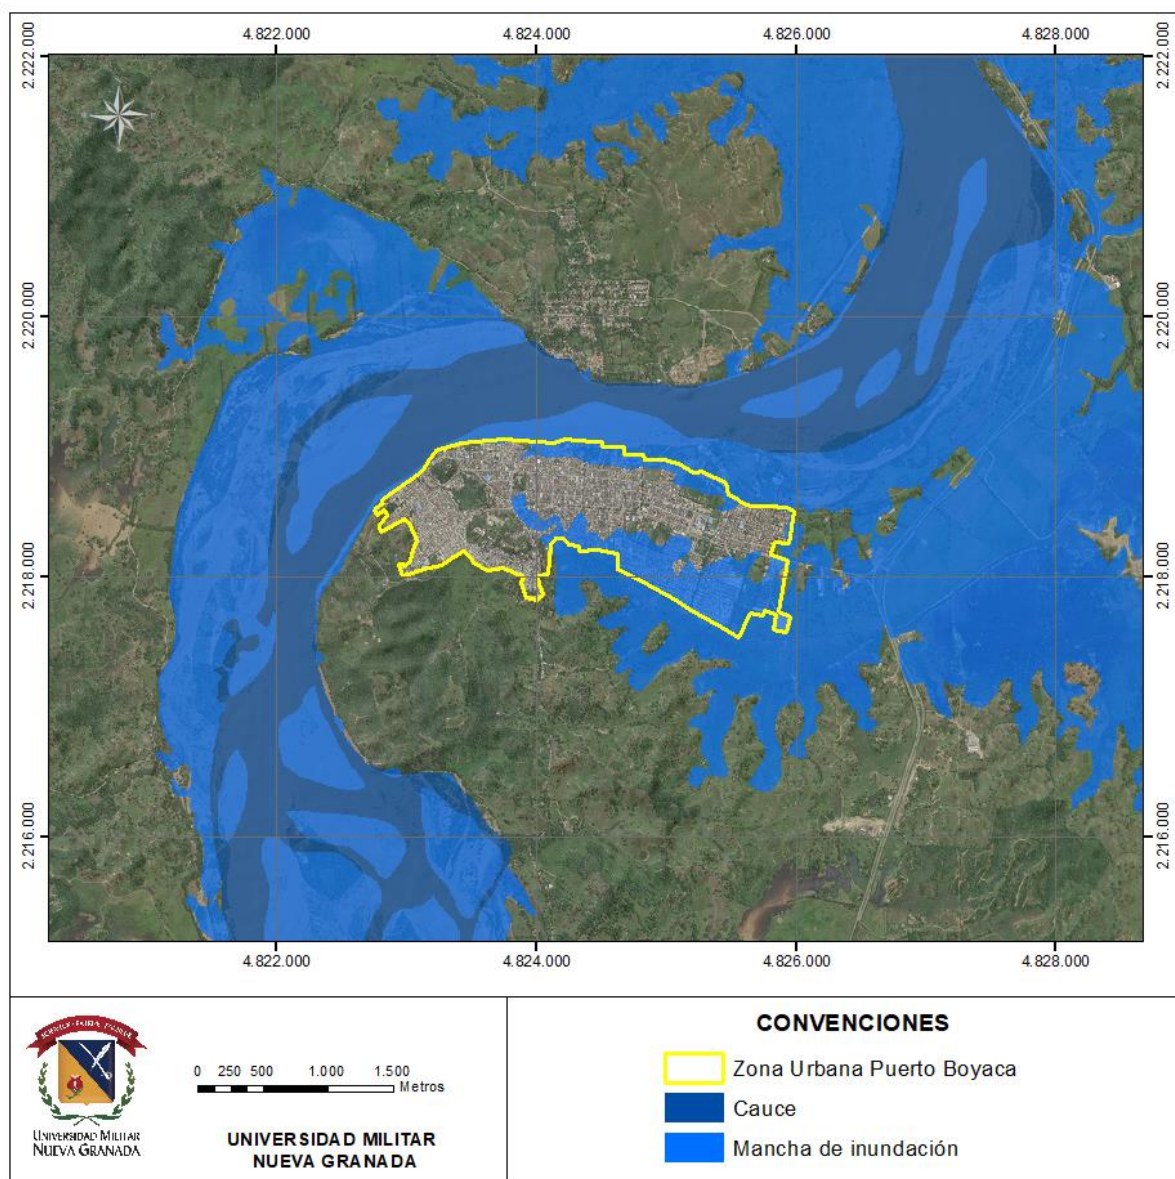 4.822.000 4.824.000 4.826.000 4.828.000
2.222.000 2.222.000
2.220.000 2.220.000
2.218.000 2.218.000
2.216.000 2.216.000
4.822.000 4.824.000 4.826.000 4.828.000
UNIVERSIDAD MILITAR
NUEVA GRANADA
0 250 500 1.000 1.500
Metros
UNIVERSIDAD MILITAR
NUEVA GRANADA
CONVENCIONES
Zona Urbana Puerto Boyaca
Cauce
Mancha de inundación